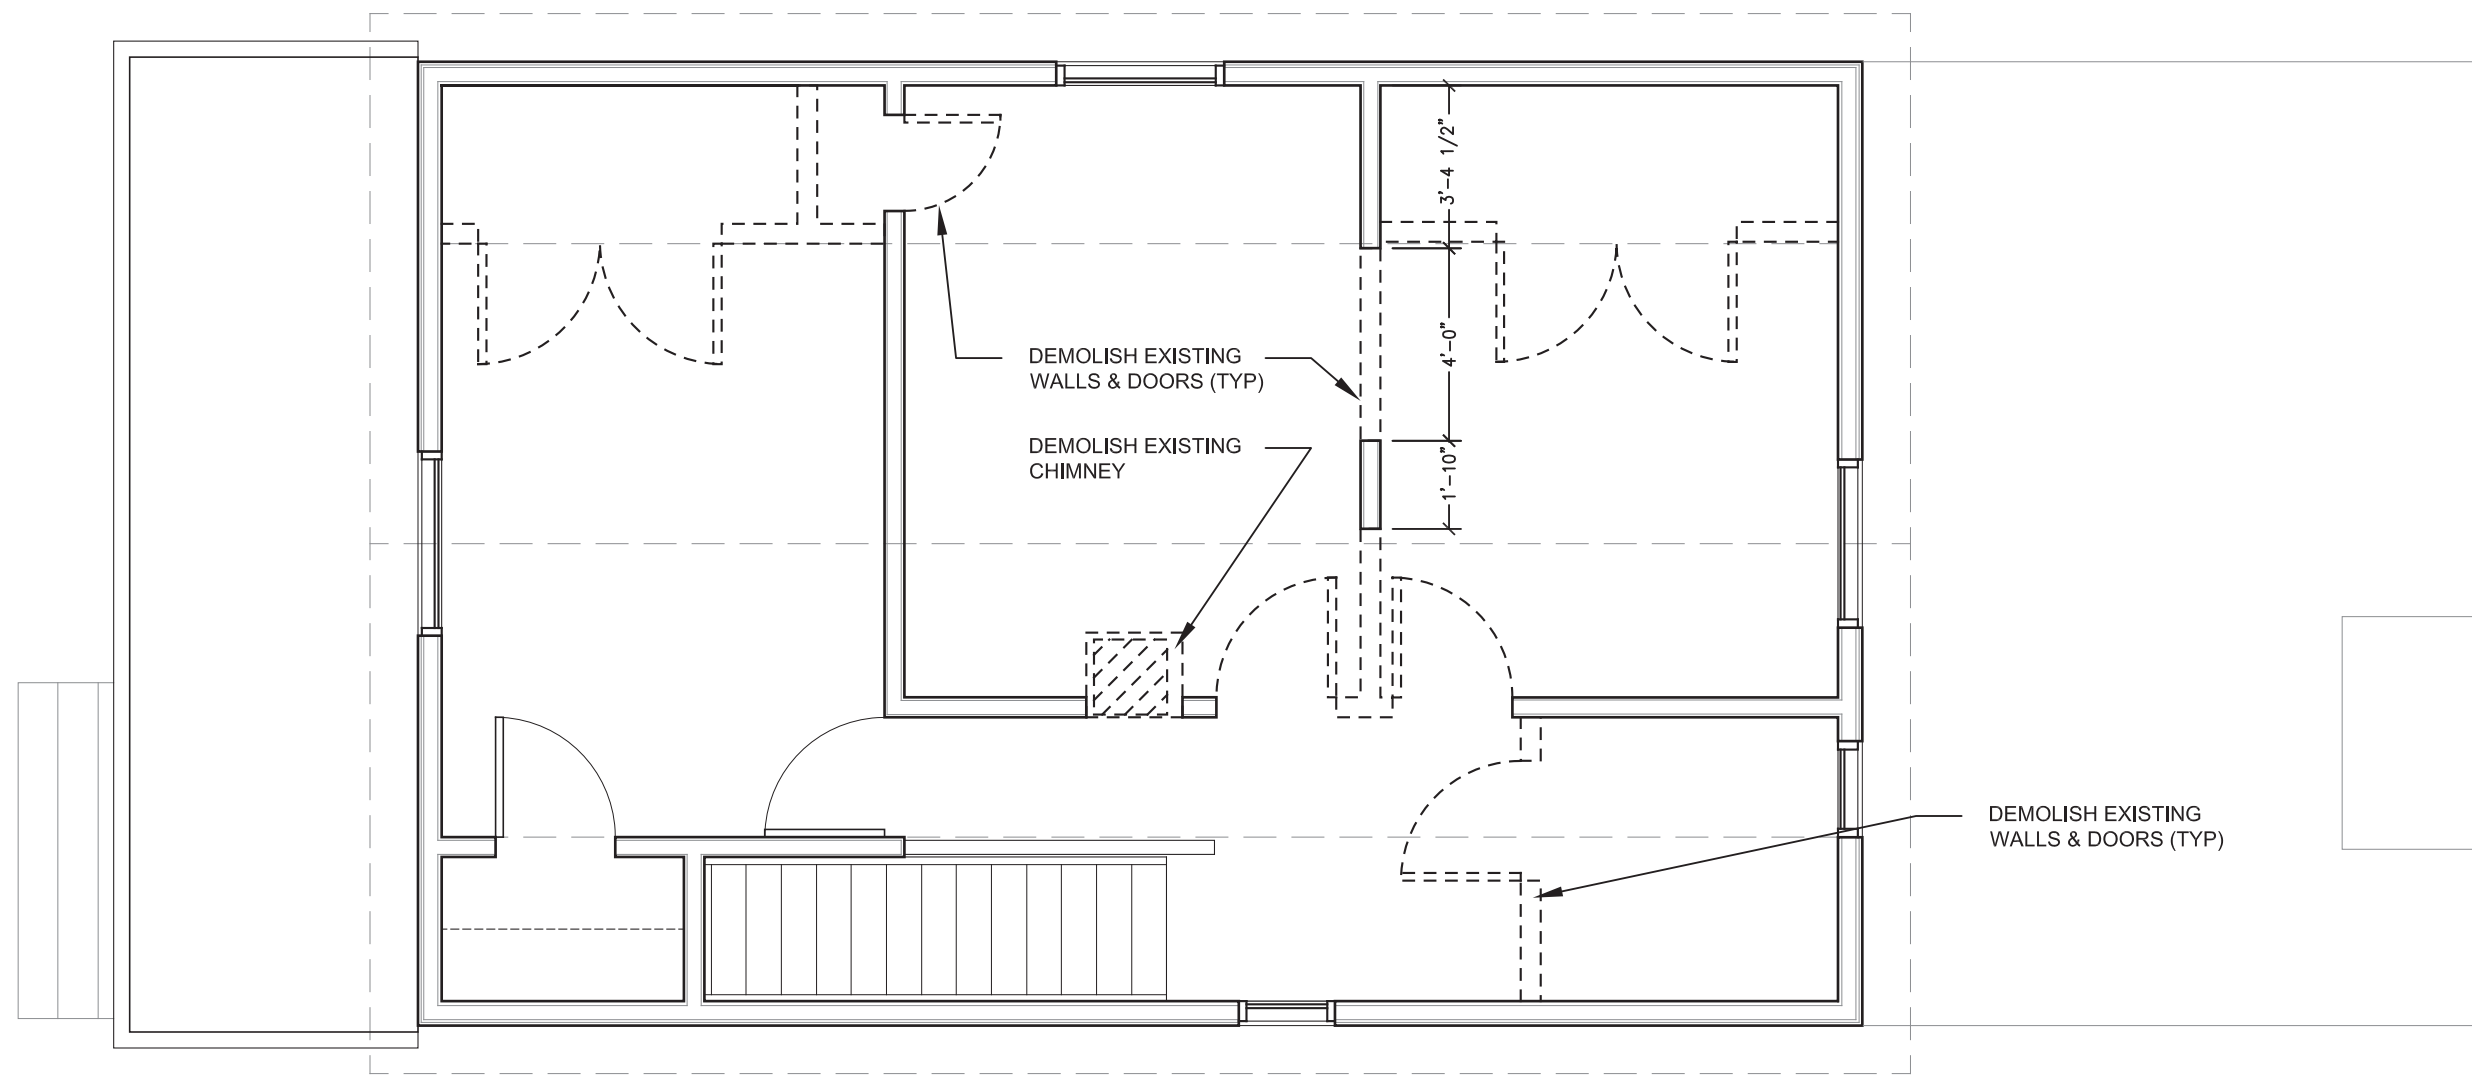 3'-4 1/2"
DEMOLISH EXISTING
WALLS & DOORS (TYP)
4'-0"
DEMOLISH EXISTING
CHIMNEY
1'-10"
DEMOLISH EXISTING
WALLS & DOORS (TYP)